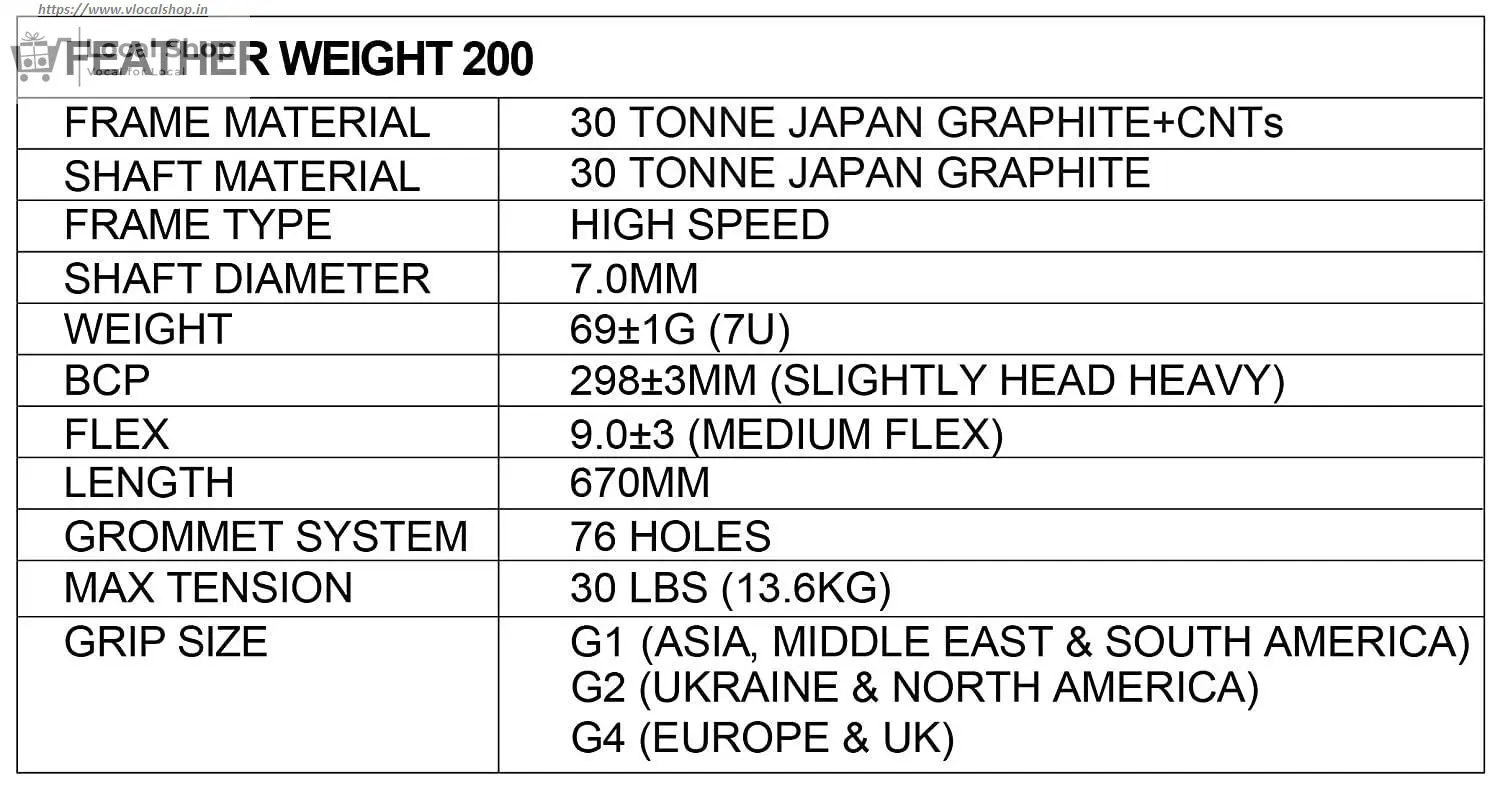 https://www.vlocalshop.in
Local Shop
Vocal for Local
FEATHER WEIGHT 200
FRAME MATERIAL 30 TONNE JAPAN GRAPHITE+CNTs
SHAFT MATERIAL 30 TONNE JAPAN GRAPHITE
FRAME TYPE HIGH SPEED
SHAFT DIAMETER 7.0MM
WEIGHT 69±1G (7U)
BCP 298±3MM (SLIGHTLY HEAD HEAVY)
FLEX 9.0±3 (MEDIUM FLEX)
LENGTH 670MM
GROMMET SYSTEM 76 HOLES
MAX TENSION 30 LBS (13.6KG)
GRIP SIZE G1 (ASIA, MIDDLE EAST & SOUTH AMERICA)
G2 (UKRAINE & NORTH AMERICA)
G4 (EUROPE & UK)